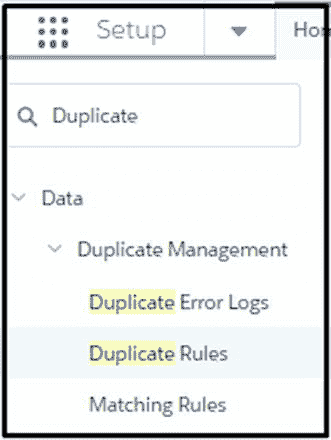 Setup
Duplicate
Data
Duplicate Management
Duplicate Error Logs
Duplicate Rules
Matching Rules